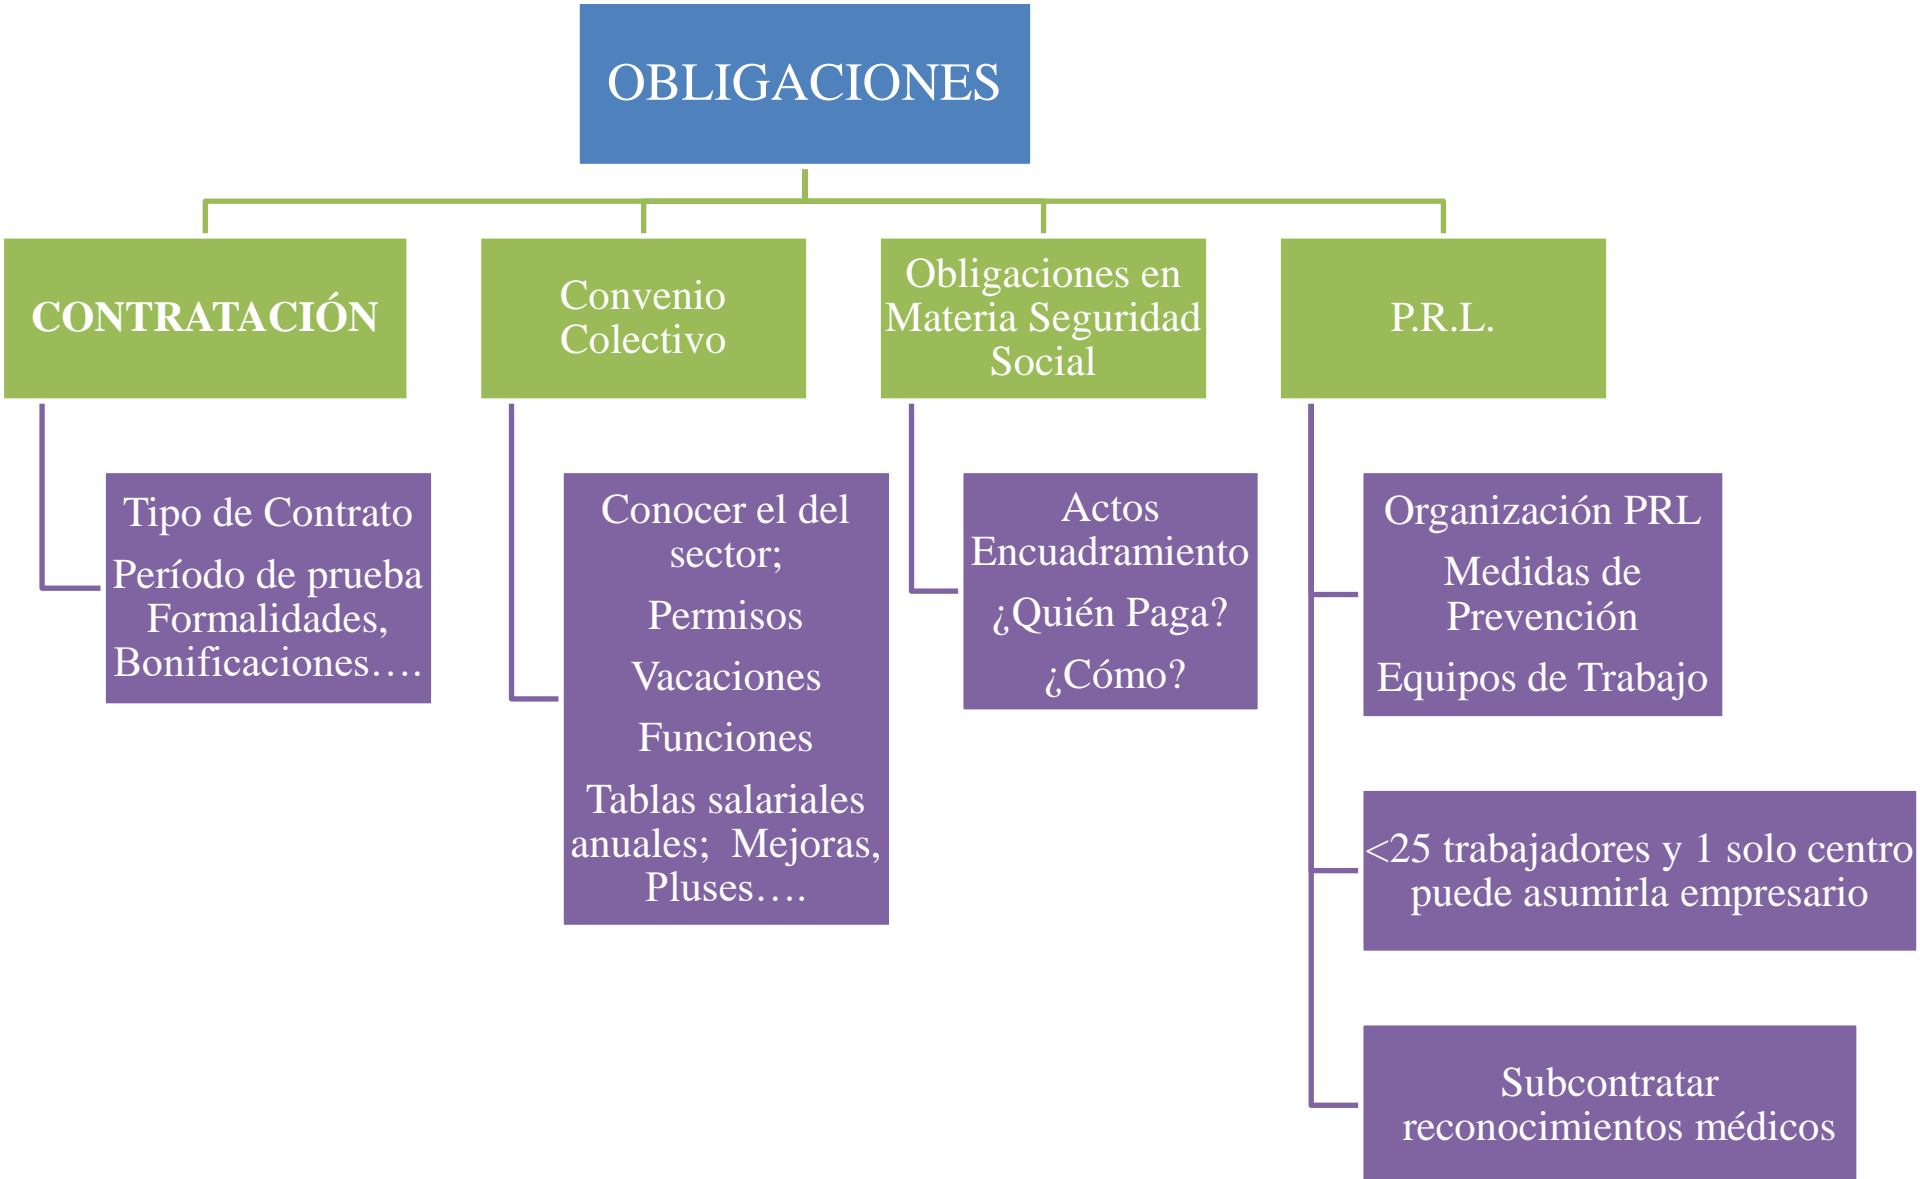 OBLIGACIONES
CONTRATACIÓN
Tipo de Contrato
Período de prueba
Formalidades,
Bonificaciones….
Convenio
Colectivo
Conocer el del
sector;
Permisos
Vacaciones
Funciones
Tablas salariales
anuales;  Mejoras,
Pluses….
Obligaciones en
Materia Seguridad
Social
Actos
Encuadramiento
¿Quién Paga?
¿Cómo?
P.R.L.
Organización PRL
Medidas de
Prevención
Equipos de Trabajo
<25 trabajadores y 1 solo centro
puede asumirla empresario
Subcontratar
reconocimientos médicos